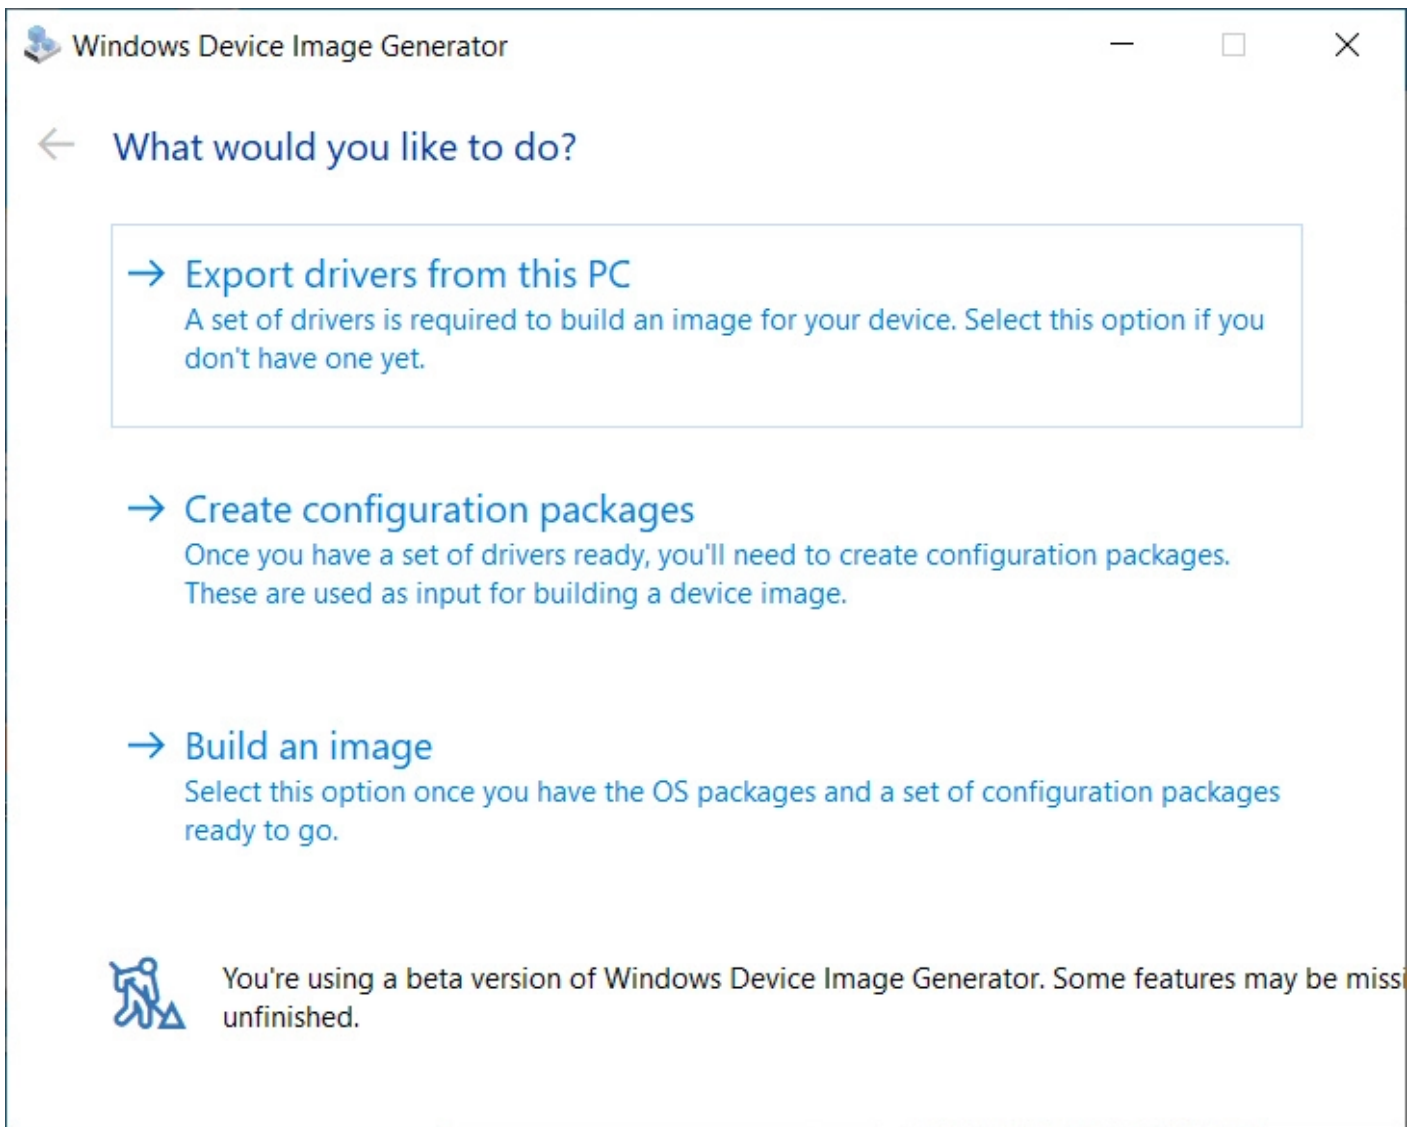 Windows Device Image Generator
What would you like to do?
Export drivers from this PC
A set of drivers is required to build an image for your device. Select this option if you
don't have one yet.
Create configuration packages
Once you have a set of drivers ready, you'll need to create configuration packages.
These are used as input for building a device image.
Build an image
Select this option once you have the OS packages and a set of configuration packages
ready to go.
You're using a beta version of Windows Device Image Generator. Some features may be missi
unfinished.